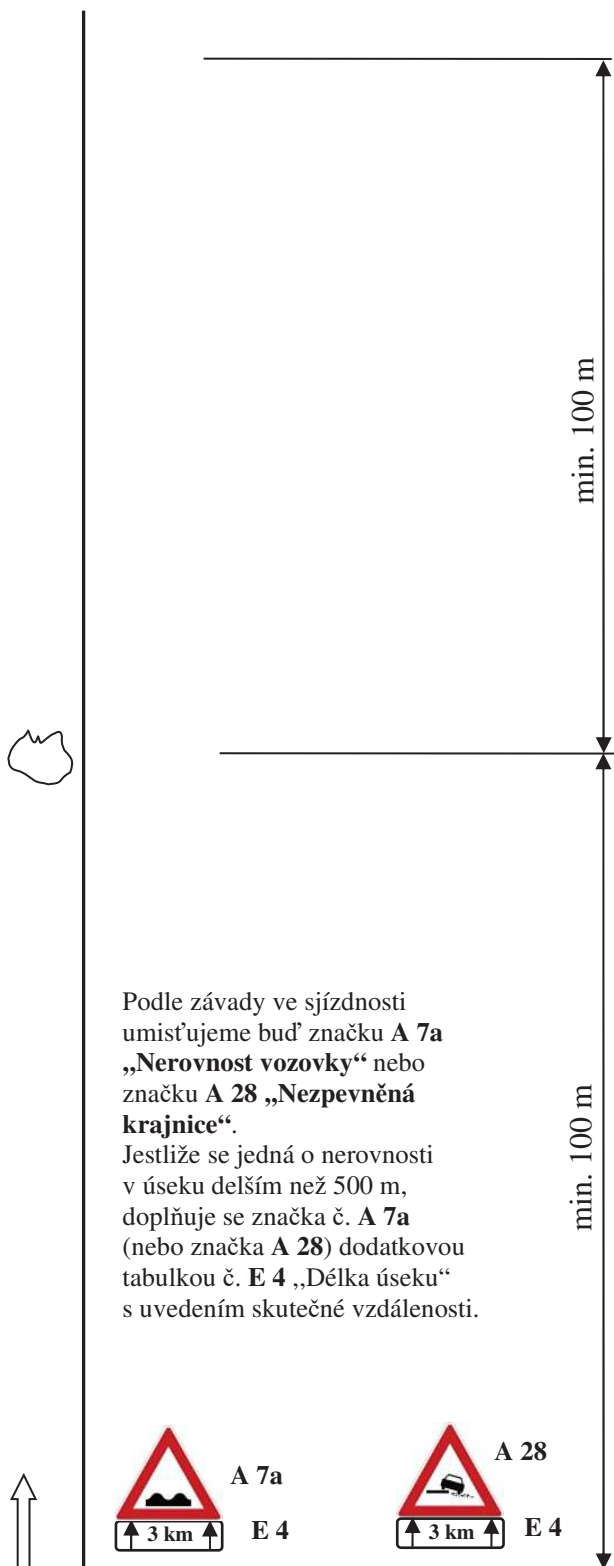 min. 100 m
Podle závady ve sjízdnosti
umisťujeme buď značku A 7a
„Nerovnost vozovky“ nebo
značku A 28 „Nezpevněná
krajnice“.
Jestliže se jedná o nerovnosti
v úseku delším než 500 m,
doplňuje se značka č. A 7a
(nebo značka A 28) dodatkovou
tabulkou č. E 4 „Délka úseku“
s uvedením skutečné vzdálenosti.
min. 100 m
A 7a
3 km
E 4
A 28
3 km
E 4